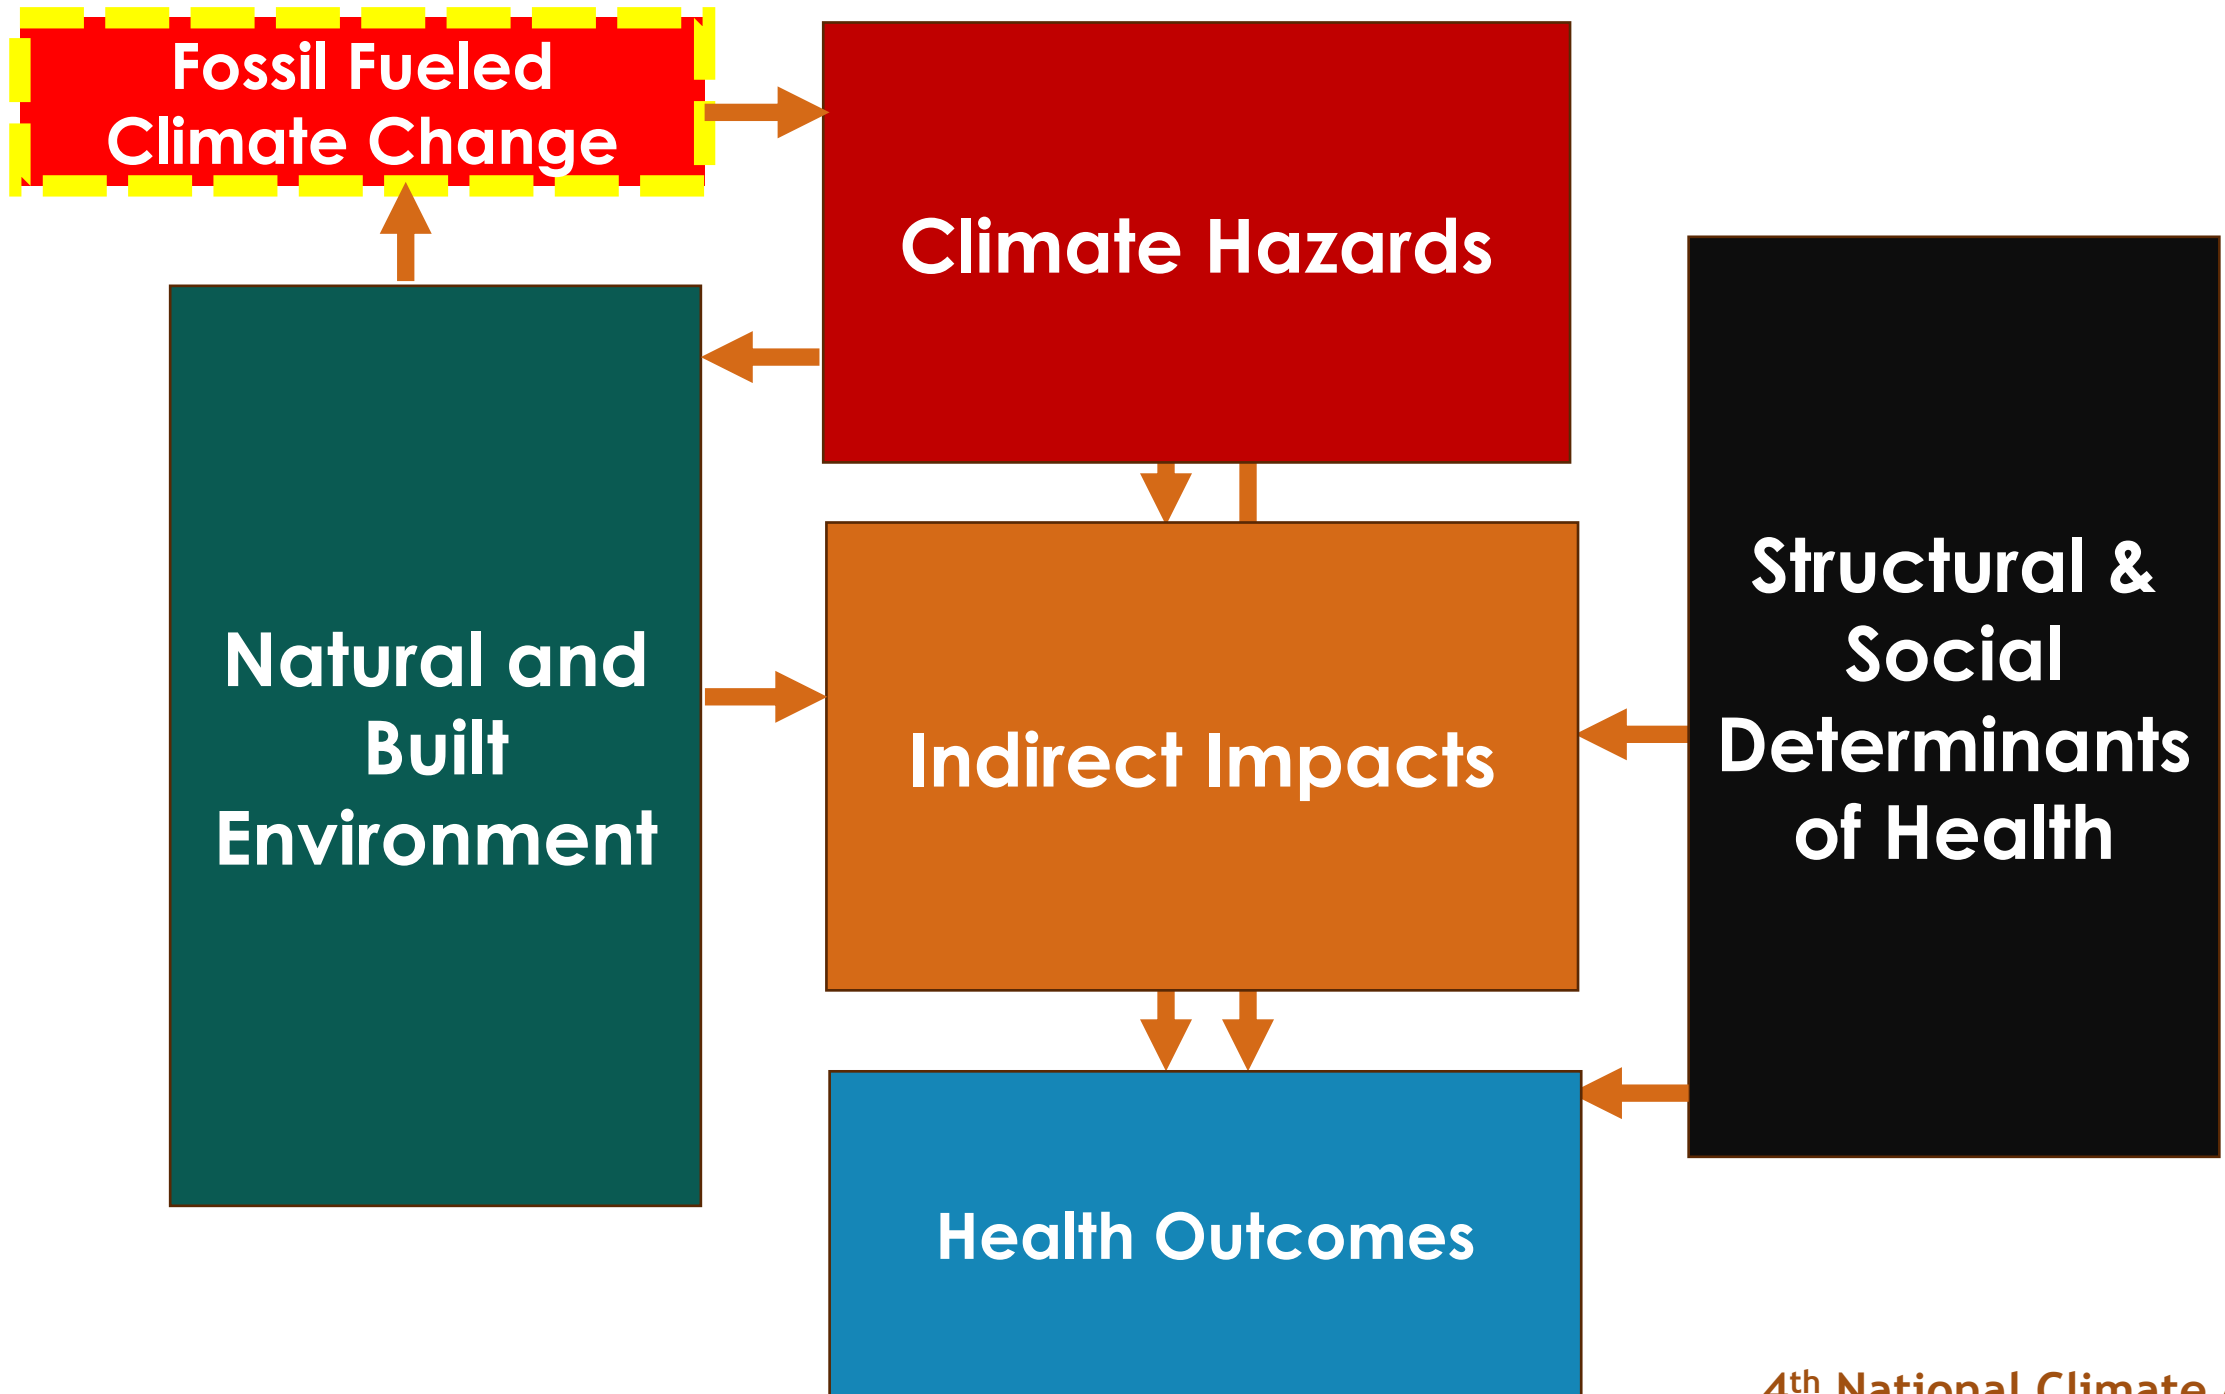 Fossil Fueled
Climate Change
Climate Hazards
Natural and
Built
Environment
Indirect Impacts
Structural &
Social
Determinants
of Health
Health Outcomes
4th National Climate